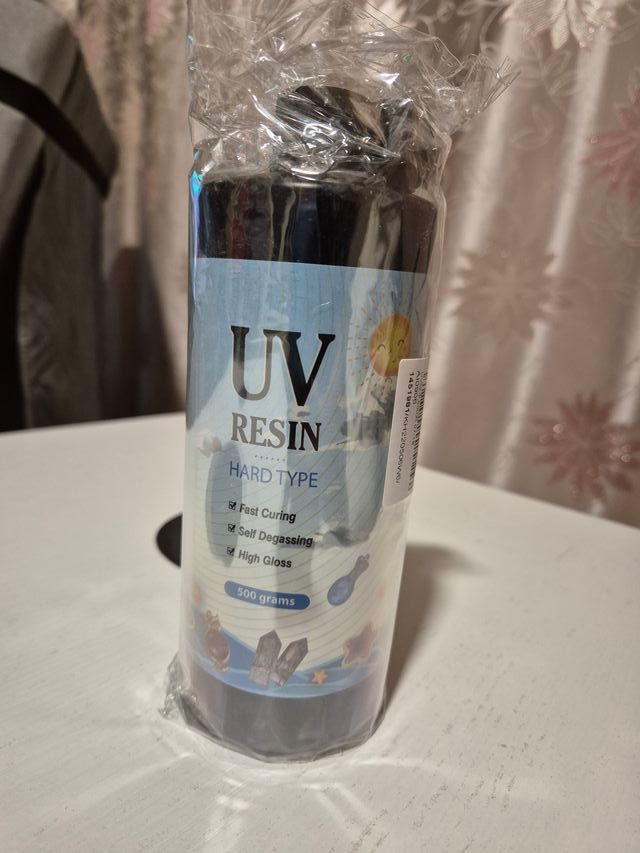 UV
RESIN
HARD TYPE
Fast Curing
Self Degassing
High Gloss
500 grams